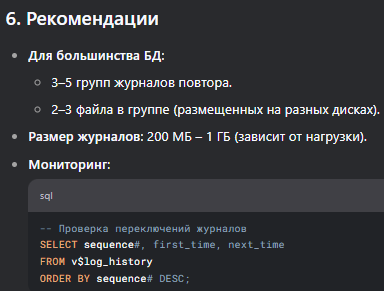 6. Рекомендации
• Для большинства БД:
◦ 3–5 групп журналов повтора.
◦ 2–3 файла в группе (размещенных на разных дисках).
• Размер журналов: 200 МБ – 1 ГБ (зависит от нагрузки).
• Мониторинг:
sql
-- Проверка переключений журналов
SELECT sequence#, first_time, next_time
FROM v$log_history
ORDER BY sequence# DESC;